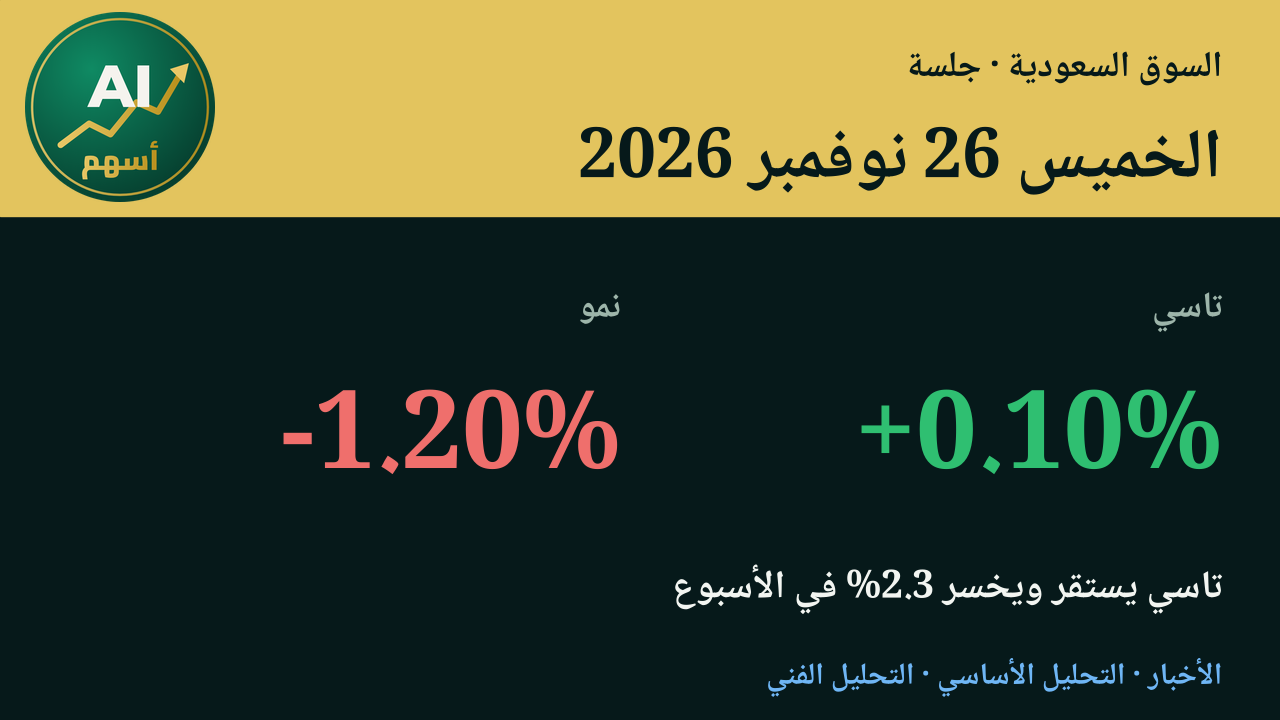 AI
أسهم
السوق السعودية · جلسة
الخميس 26 نوفمبر 2026
تاسي
+0.10%
نمو
-1.20%
تاسي يستقر ويخسر 2.3% في الأسبوع
الأخبار · التحليل الأساسي · التحليل الفني